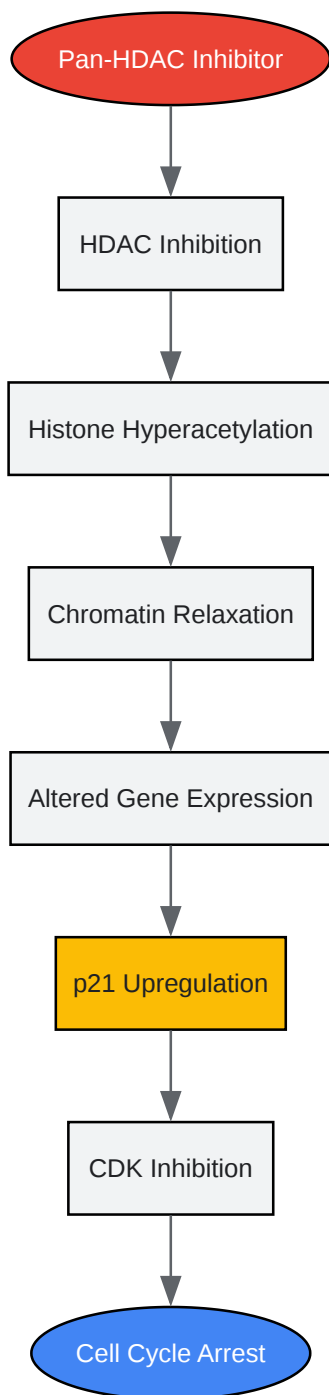 Pan-HDAC Inhibitor
HDAC Inhibition
Histone Hyperacetylation
Chromatin Relaxation
Altered Gene Expression
p21 Upregulation
CDK Inhibition
Cell Cycle Arrest